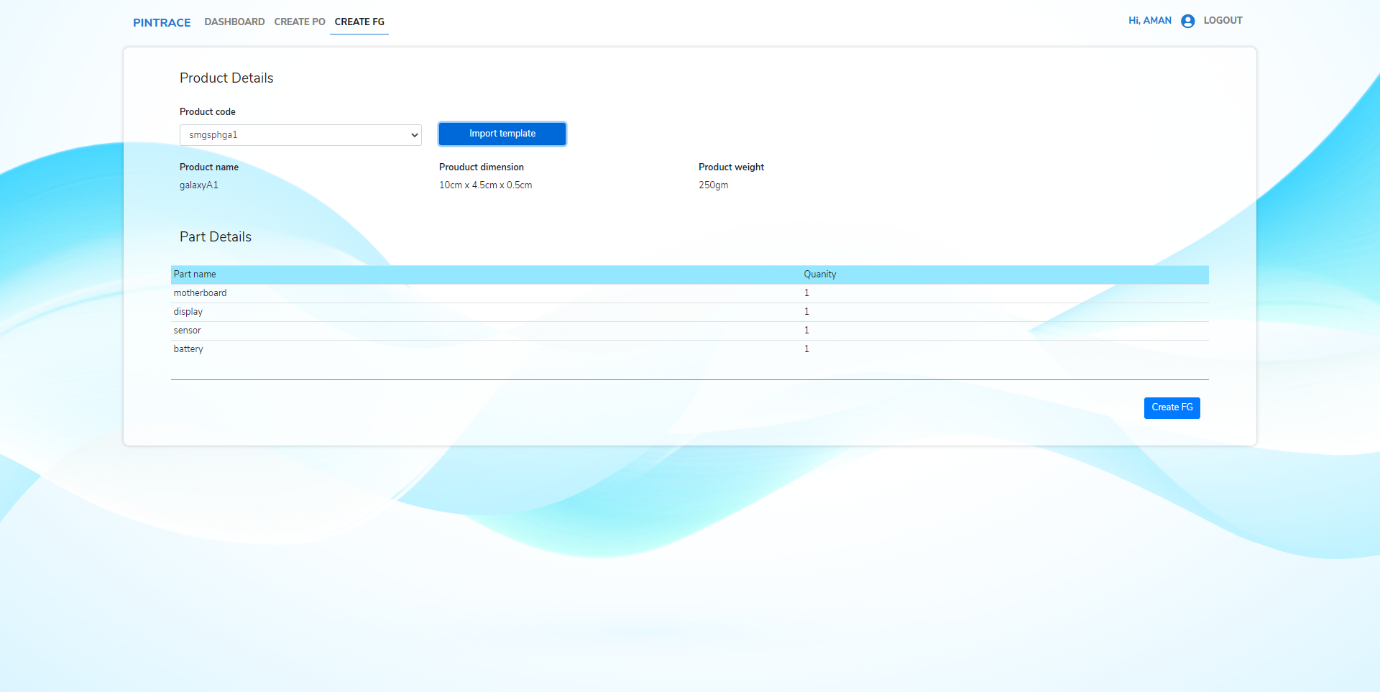 PINTRACE DASHBOARD CREATE PO CREATE FG Hi, AMAN LOGOUT
Product Details
Product code
smgsphga1 Import template
Product name Prouduct dimension Product weight
galaxyA1 10cm x 4.5cm x 0.5cm 250gm
Part Details
Part name Quanity
motherboard 1
display 1
sensor 1
battery 1
Create FG